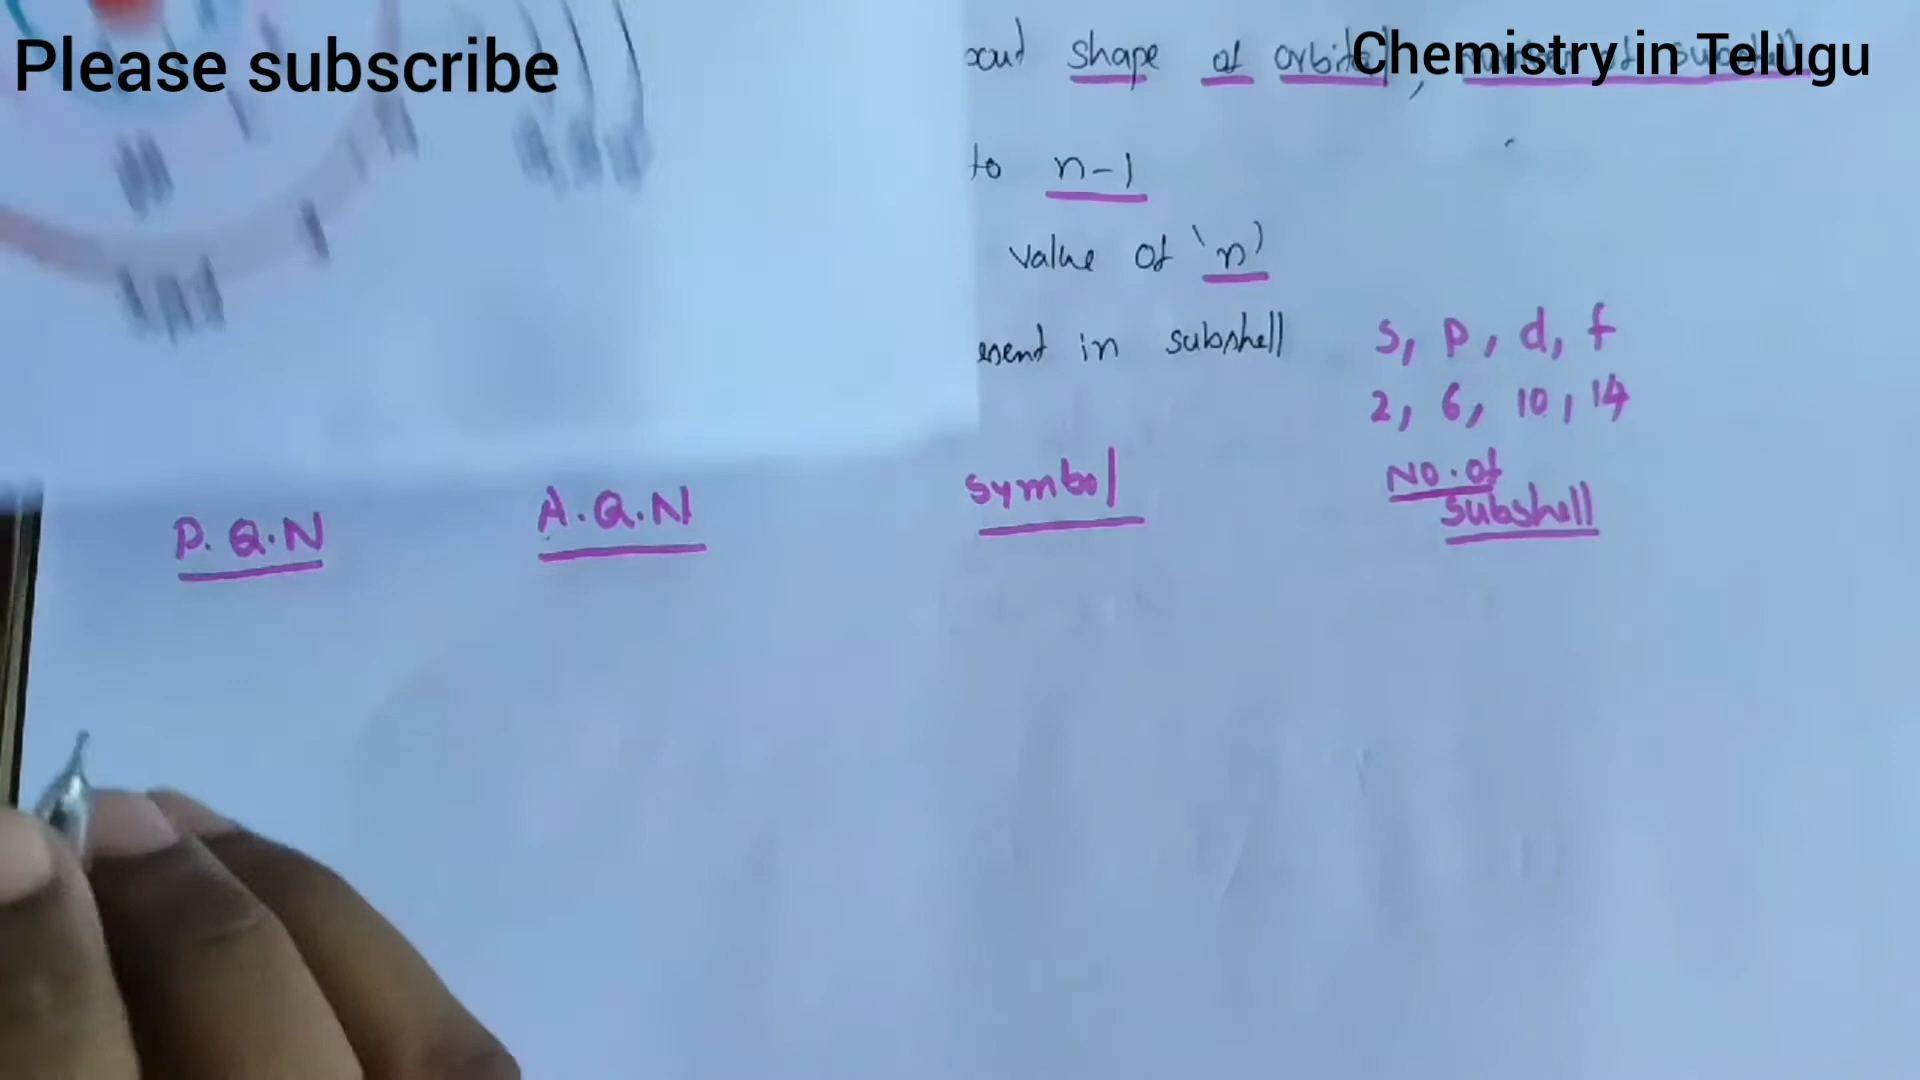 Please subscribe
Chemistry in Telugu
shape of orbital,
to n-1
value of 'n'
in subshell
s, p, d, f
2, 6, 10, 14
P.Q.N
A.Q.N
Symbol
No. of
Subshell